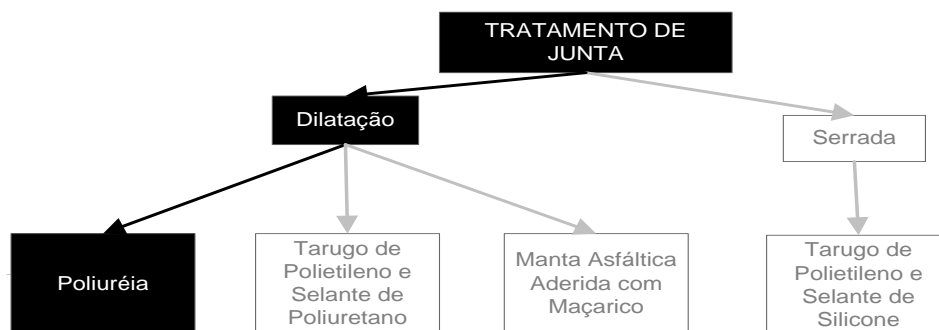 TRATAMENTO DE
JUNTA
Dilatação
Serrada
Poliuréia
Tarugo de
Polietileno e
Selante de
Poliuretano
Manta Asfáltica
Aderida com
Maçarico
Tarugo de
Polietileno e
Selante de
Silicone